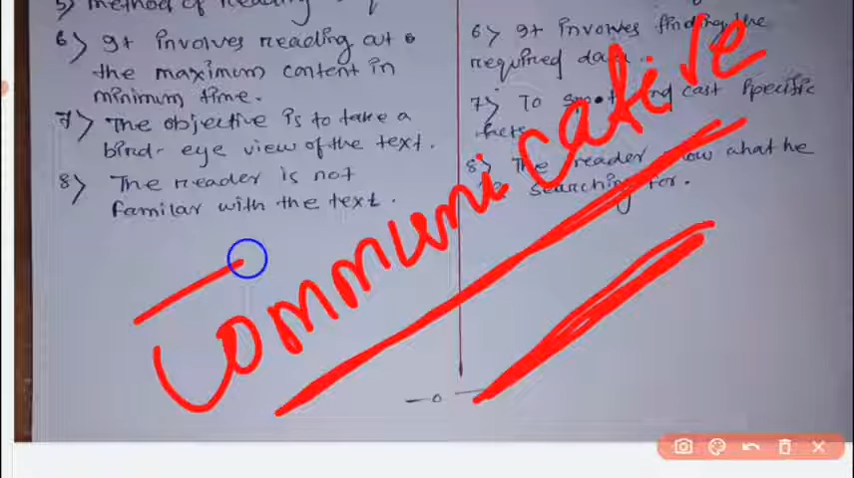 5) method of Reading
6) It involves reading out
the maximum content in
minimum time.
7) The objective is to take a
bird-eye view of the text.
8) The reader is not
familar with the text.
6) It involves finding the
required data.
7) To spot and cast specific
facts.
8) The reader know what he
searching for.
Communicative